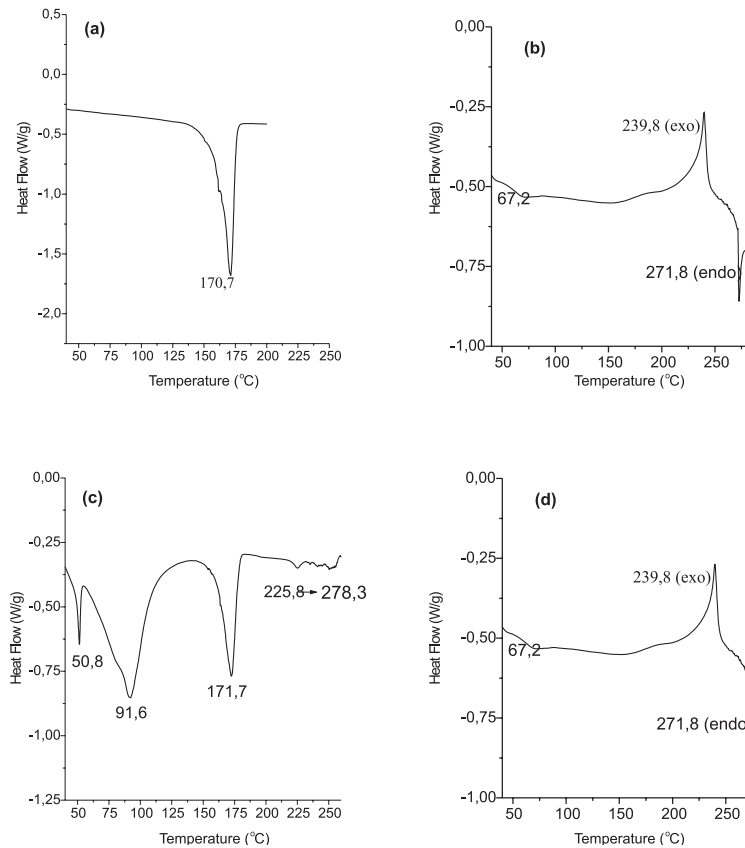 (a)
0,5
0,0
-0,5
-1,0
-1,5
-2,0
Heat Flow (W/g)
170,7
50 75 100 125 150 175 200 225 250
Temperature (°C)
(b)
0,00
-0,25
-0,50
-0,75
-1,00
Heat Flow (W/g)
239,8 (exo)
67,2
271,8 (endo
50 100 150 200 250
Temperature (°C)
(c)
0,00
-0,25
-0,50
-0,75
-1,00
-1,25
Heat Flow (W/g)
50,8
91,6
171,7
225,8→278,3
50 75 100 125 150 175 200 225 250
Temperature (°C)
(d)
0,00
-0,25
-0,50
-0,75
-1,00
Heat Flow (W/g)
239,8 (exo)
67,2
271,8 (endo
50 100 150 200 250
Temperature (°C)